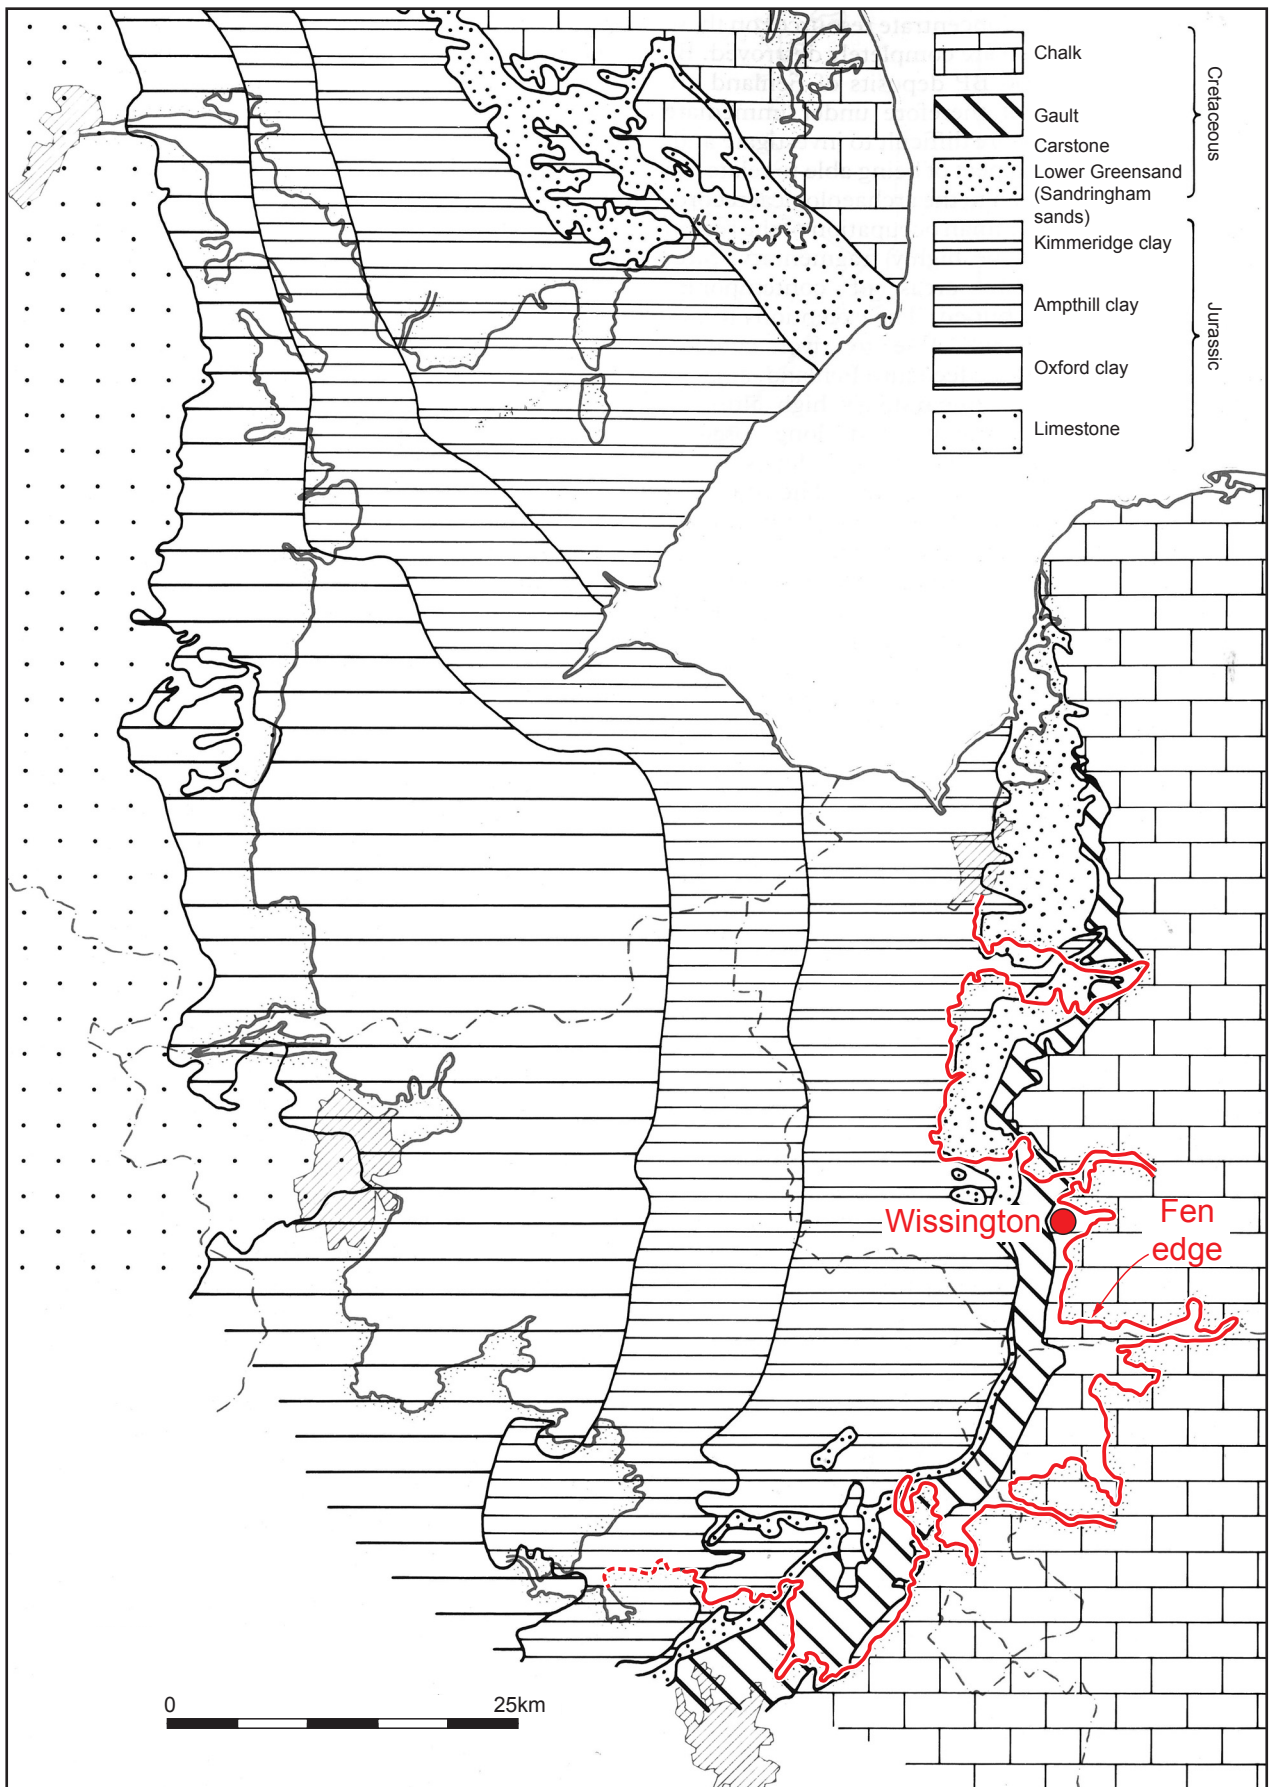 Chalk
Gault
Carstone
Lower Greensand
(Sandringham
sands)
Kimmeridge clay
Ampthill clay
Oxford clay
Limestone
Cretaceous
Jurassic
Wissington
Fen
edge
0
25km